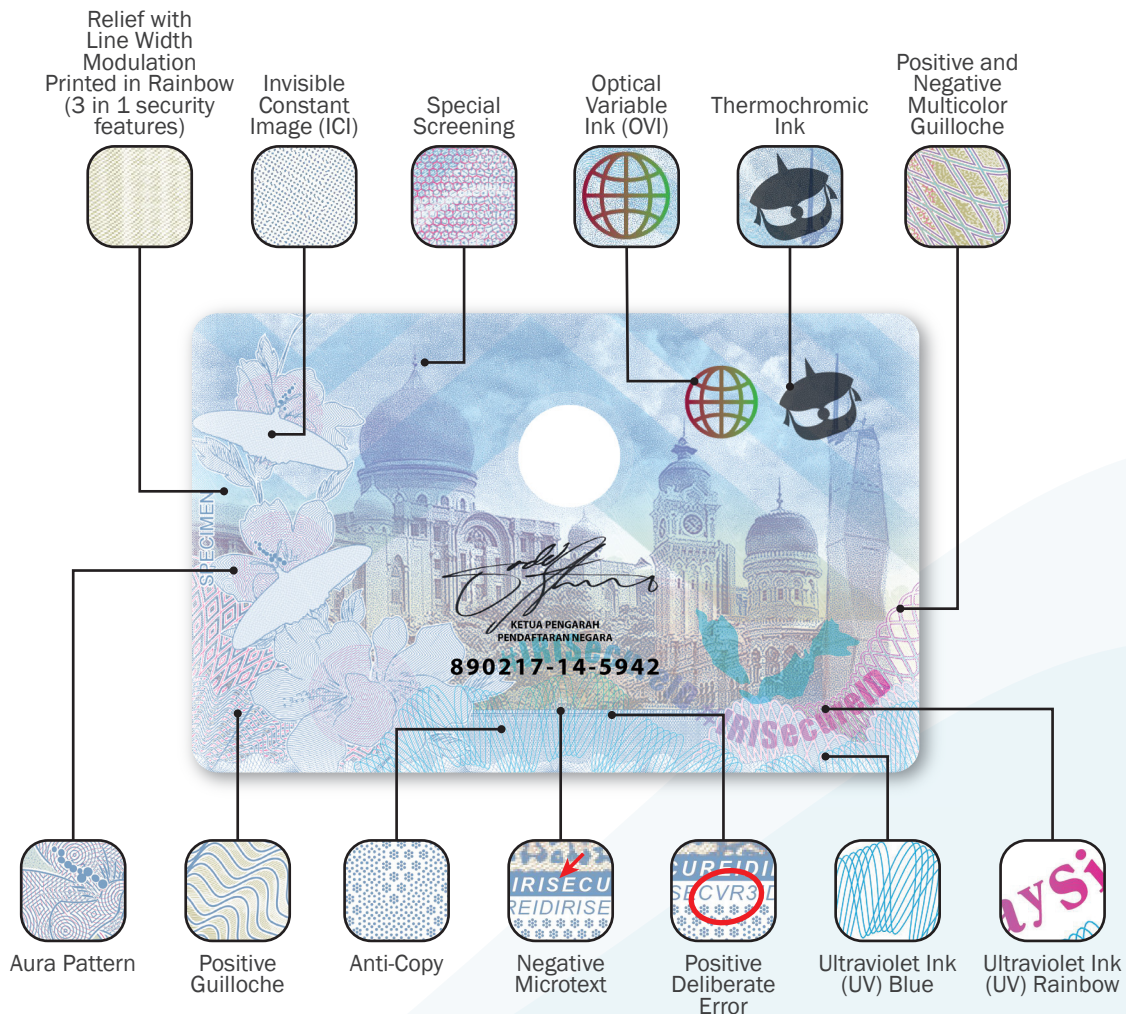 Relief with
Line Width
Modulation
Printed in Rainbow
(3 in 1 security
features)
Invisible
Constant
Image (ICI)
Special
Screening
Optical
Variable
Ink (OVI)
Thermochromic
Ink
Positive and
Negative
Multicolor
Guilloche
SPECIMEN
KETUA PENGARAH
PENDAFTARAN NEGARA
890217-14-5942
IRISecureID
IRISecureID
IRISECU
REIDIRISE
UREIDI
SECVR3ID
aySi
Aura Pattern
Positive
Guilloche
Anti-Copy
Negative
Microtext
Positive
Deliberate
Error
Ultraviolet Ink
(UV) Blue
Ultraviolet Ink
(UV) Rainbow